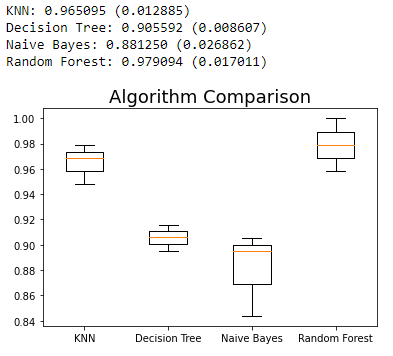 KNN: 0.965095 (0.012885)
Decision Tree: 0.905592 (0.008607)
Naive Bayes: 0.881250 (0.026862)
Random Forest: 0.979094 (0.017011)
Algorithm Comparison
1.00
0.98
0.96
0.94
0.92
0.90
0.88
0.86
0.84
KNN
Decision Tree
Naive Bayes
Random Forest